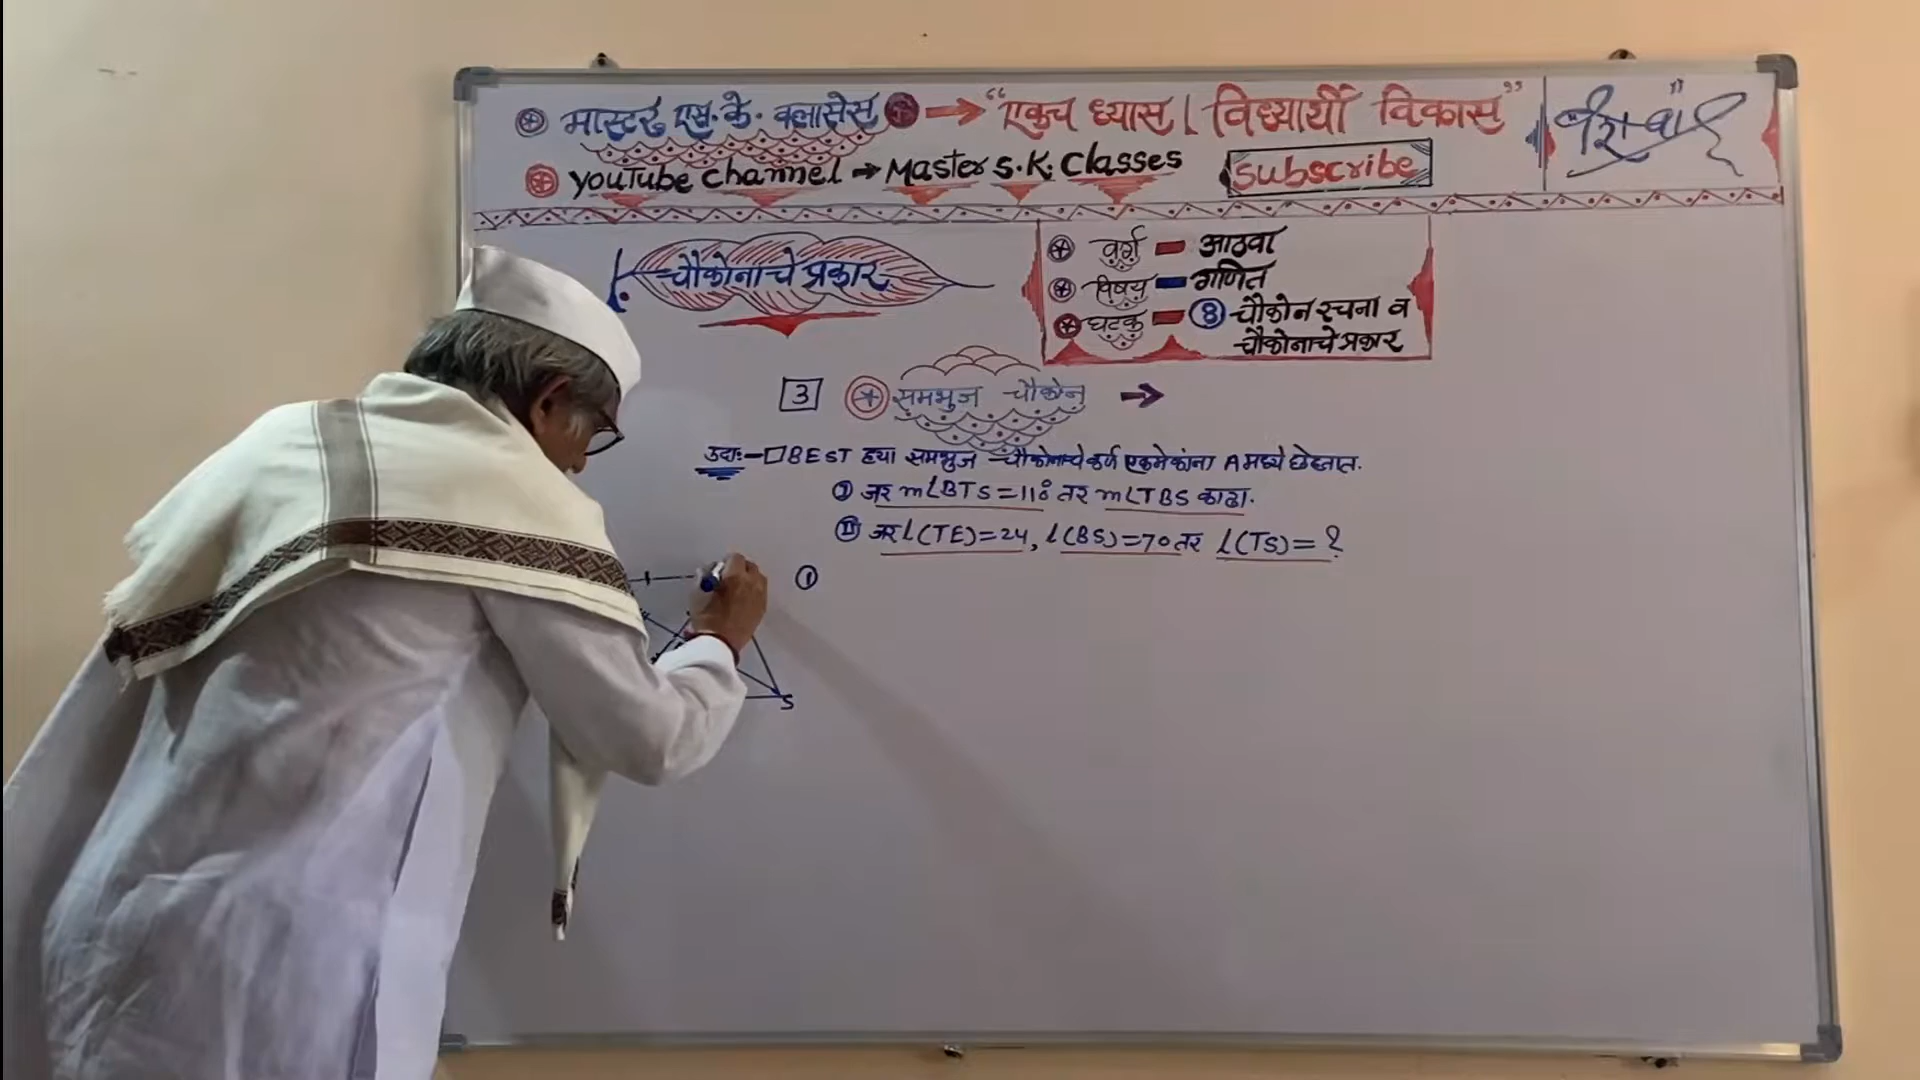 मास्टर एस.के. क्लासेस → "एकच ध्यास | विद्यार्थी विकास"
YouTube channel → Master S.K. Classes Subscribe
चौकोनाचे प्रकार
वर्ग - आठवा
विषय - गणित
घटक - 8 चौकोन रचना व
चौकोनाचे प्रकार
3 समभुज चौकोन →
उदा:- □BEST ह्या समभुज चौकोनाचे कर्ण एकमेकांना A मध्ये छेदतात.
I जर m∠BTS=110° तर m∠TBS काढा.
II जर l(TE)=24, l(BS)=70 तर l(TS)=?
I
S